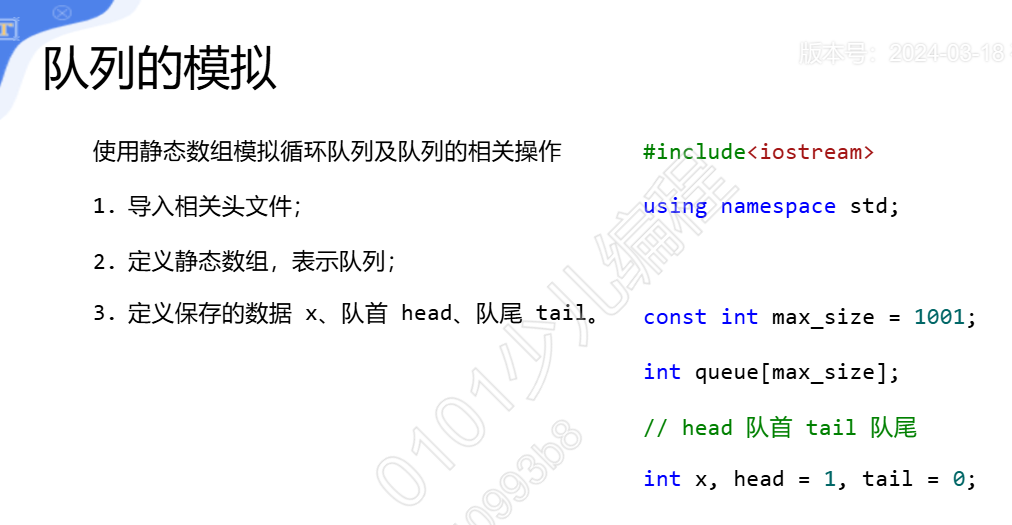 队列的模拟
版本号：2024-03-18
使用静态数组模拟循环队列及队列的相关操作
1. 导入相关头文件；
2. 定义静态数组，表示队列；
3. 定义保存的数据 x、队首 head、队尾 tail。
#include<iostream>
using namespace std;
const int max_size = 1001;
int queue[max_size];
// head 队首 tail 队尾
int x, head = 1, tail = 0;
0101少儿编程
0993b8